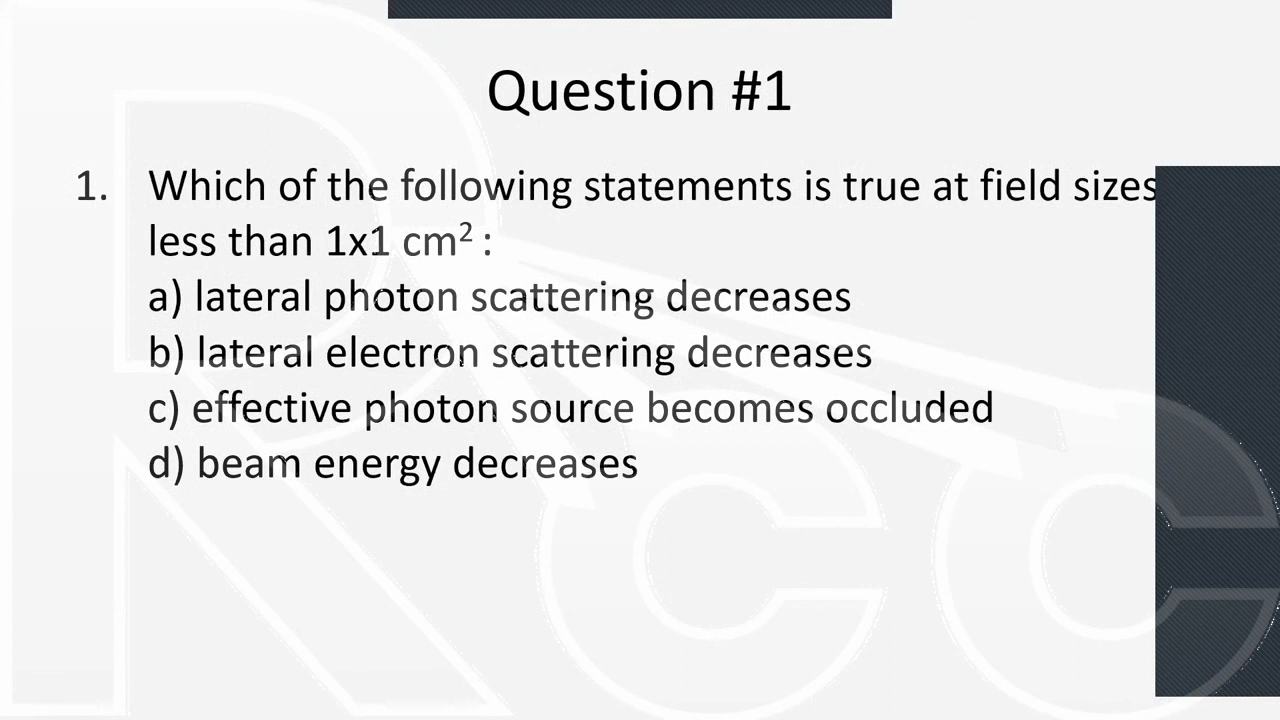 Question #1
1. Which of the following statements is true at field sizes
less than 1x1 cm² :
a) lateral photon scattering decreases
b) lateral electron scattering decreases
c) effective photon source becomes occluded
d) beam energy decreases
Rcc